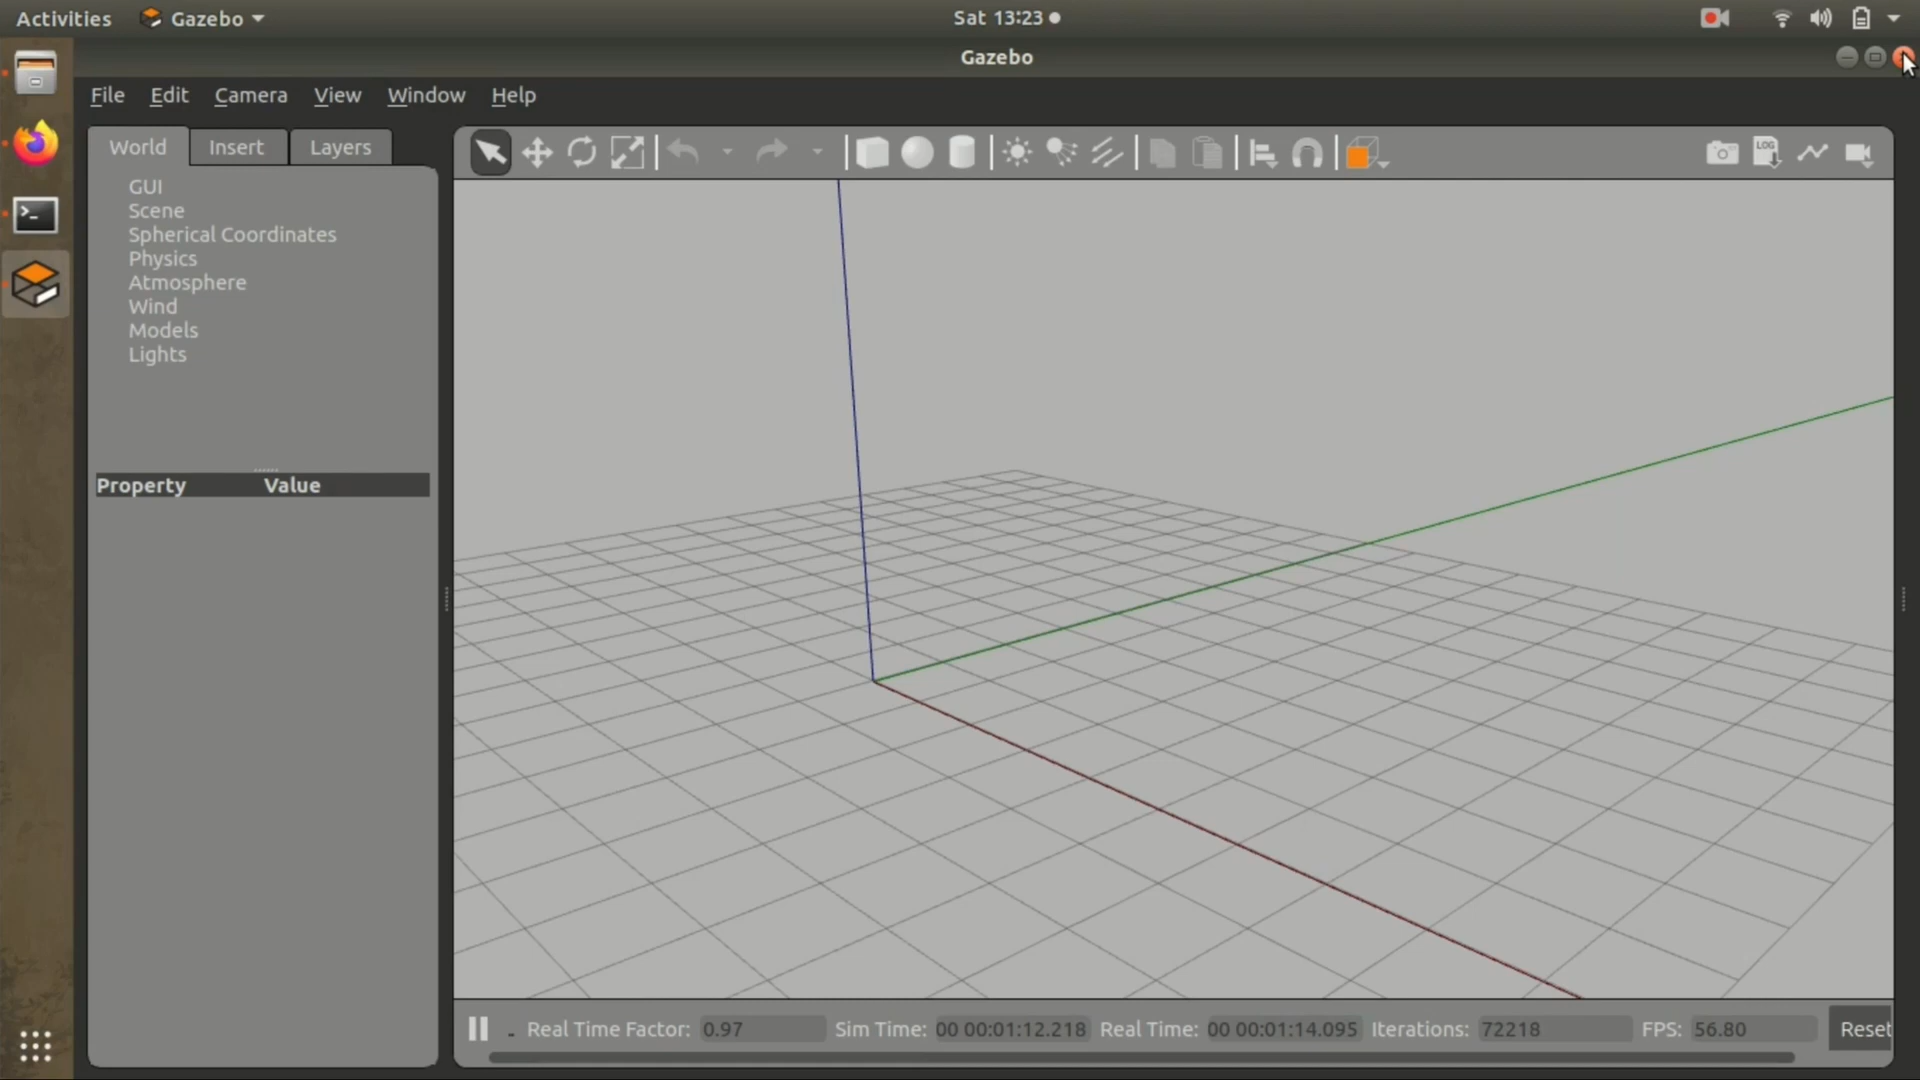 Activities Gazebo Sat 13:23
Gazebo
File Edit Camera View Window Help
World Insert Layers
LOG
GUI
Scene
Spherical Coordinates
Physics
Atmosphere
Wind
Models
Lights
Property Value
Real Time Factor: 0.97 Sim Time: 00 00:01:12.218 Real Time: 00 00:01:14.095 Iterations: 72218 FPS: 56.80 Reset